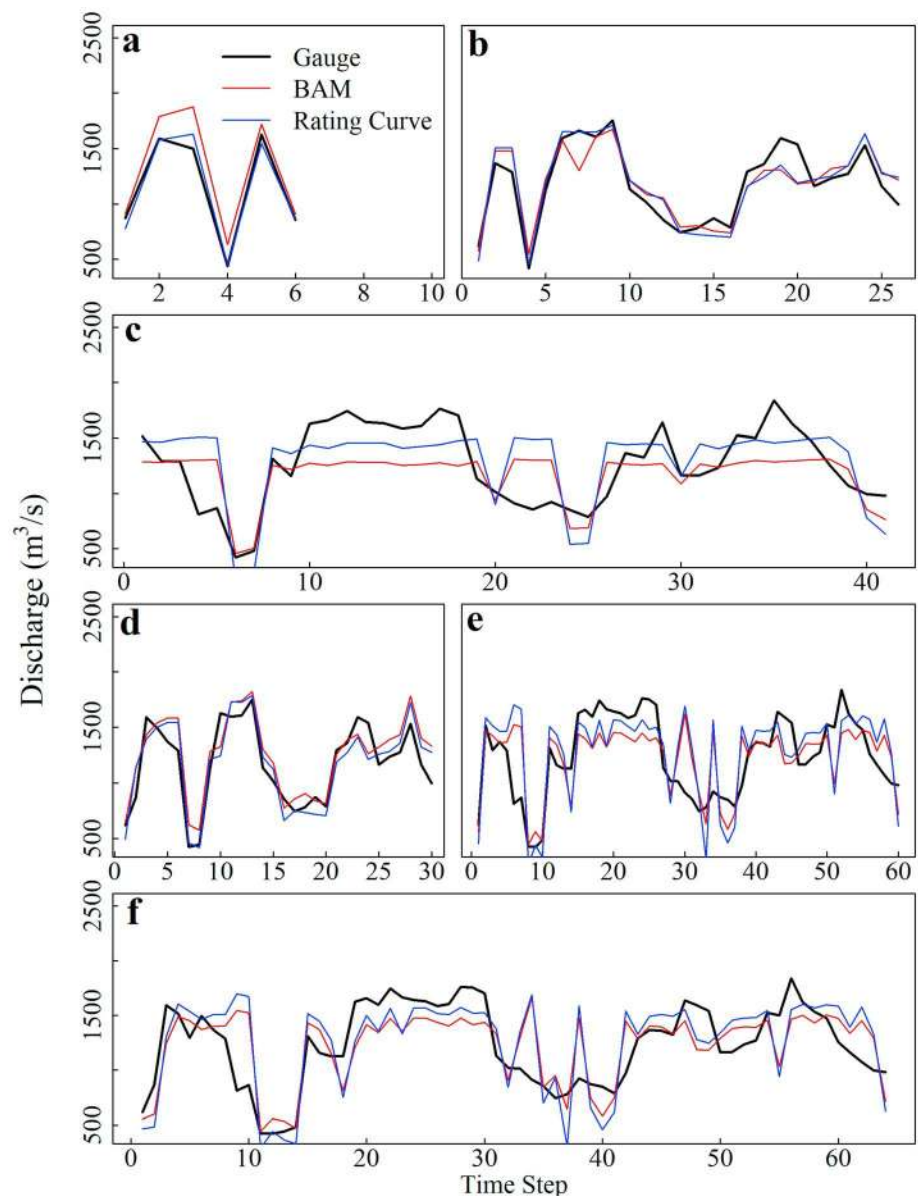 a
Gauge
BAM
Rating Curve
2500
1500
500
2 4 6 8 10
b
0 5 10 15 20 25
c
2500
1500
500
0 10 20 30 40
d
2500
1500
500
0 5 10 15 20 25 30
e
0 10 20 30 40 50 60
f
2500
1500
500
0 10 20 30 40 50 60
Discharge (m³/s)
Time Step